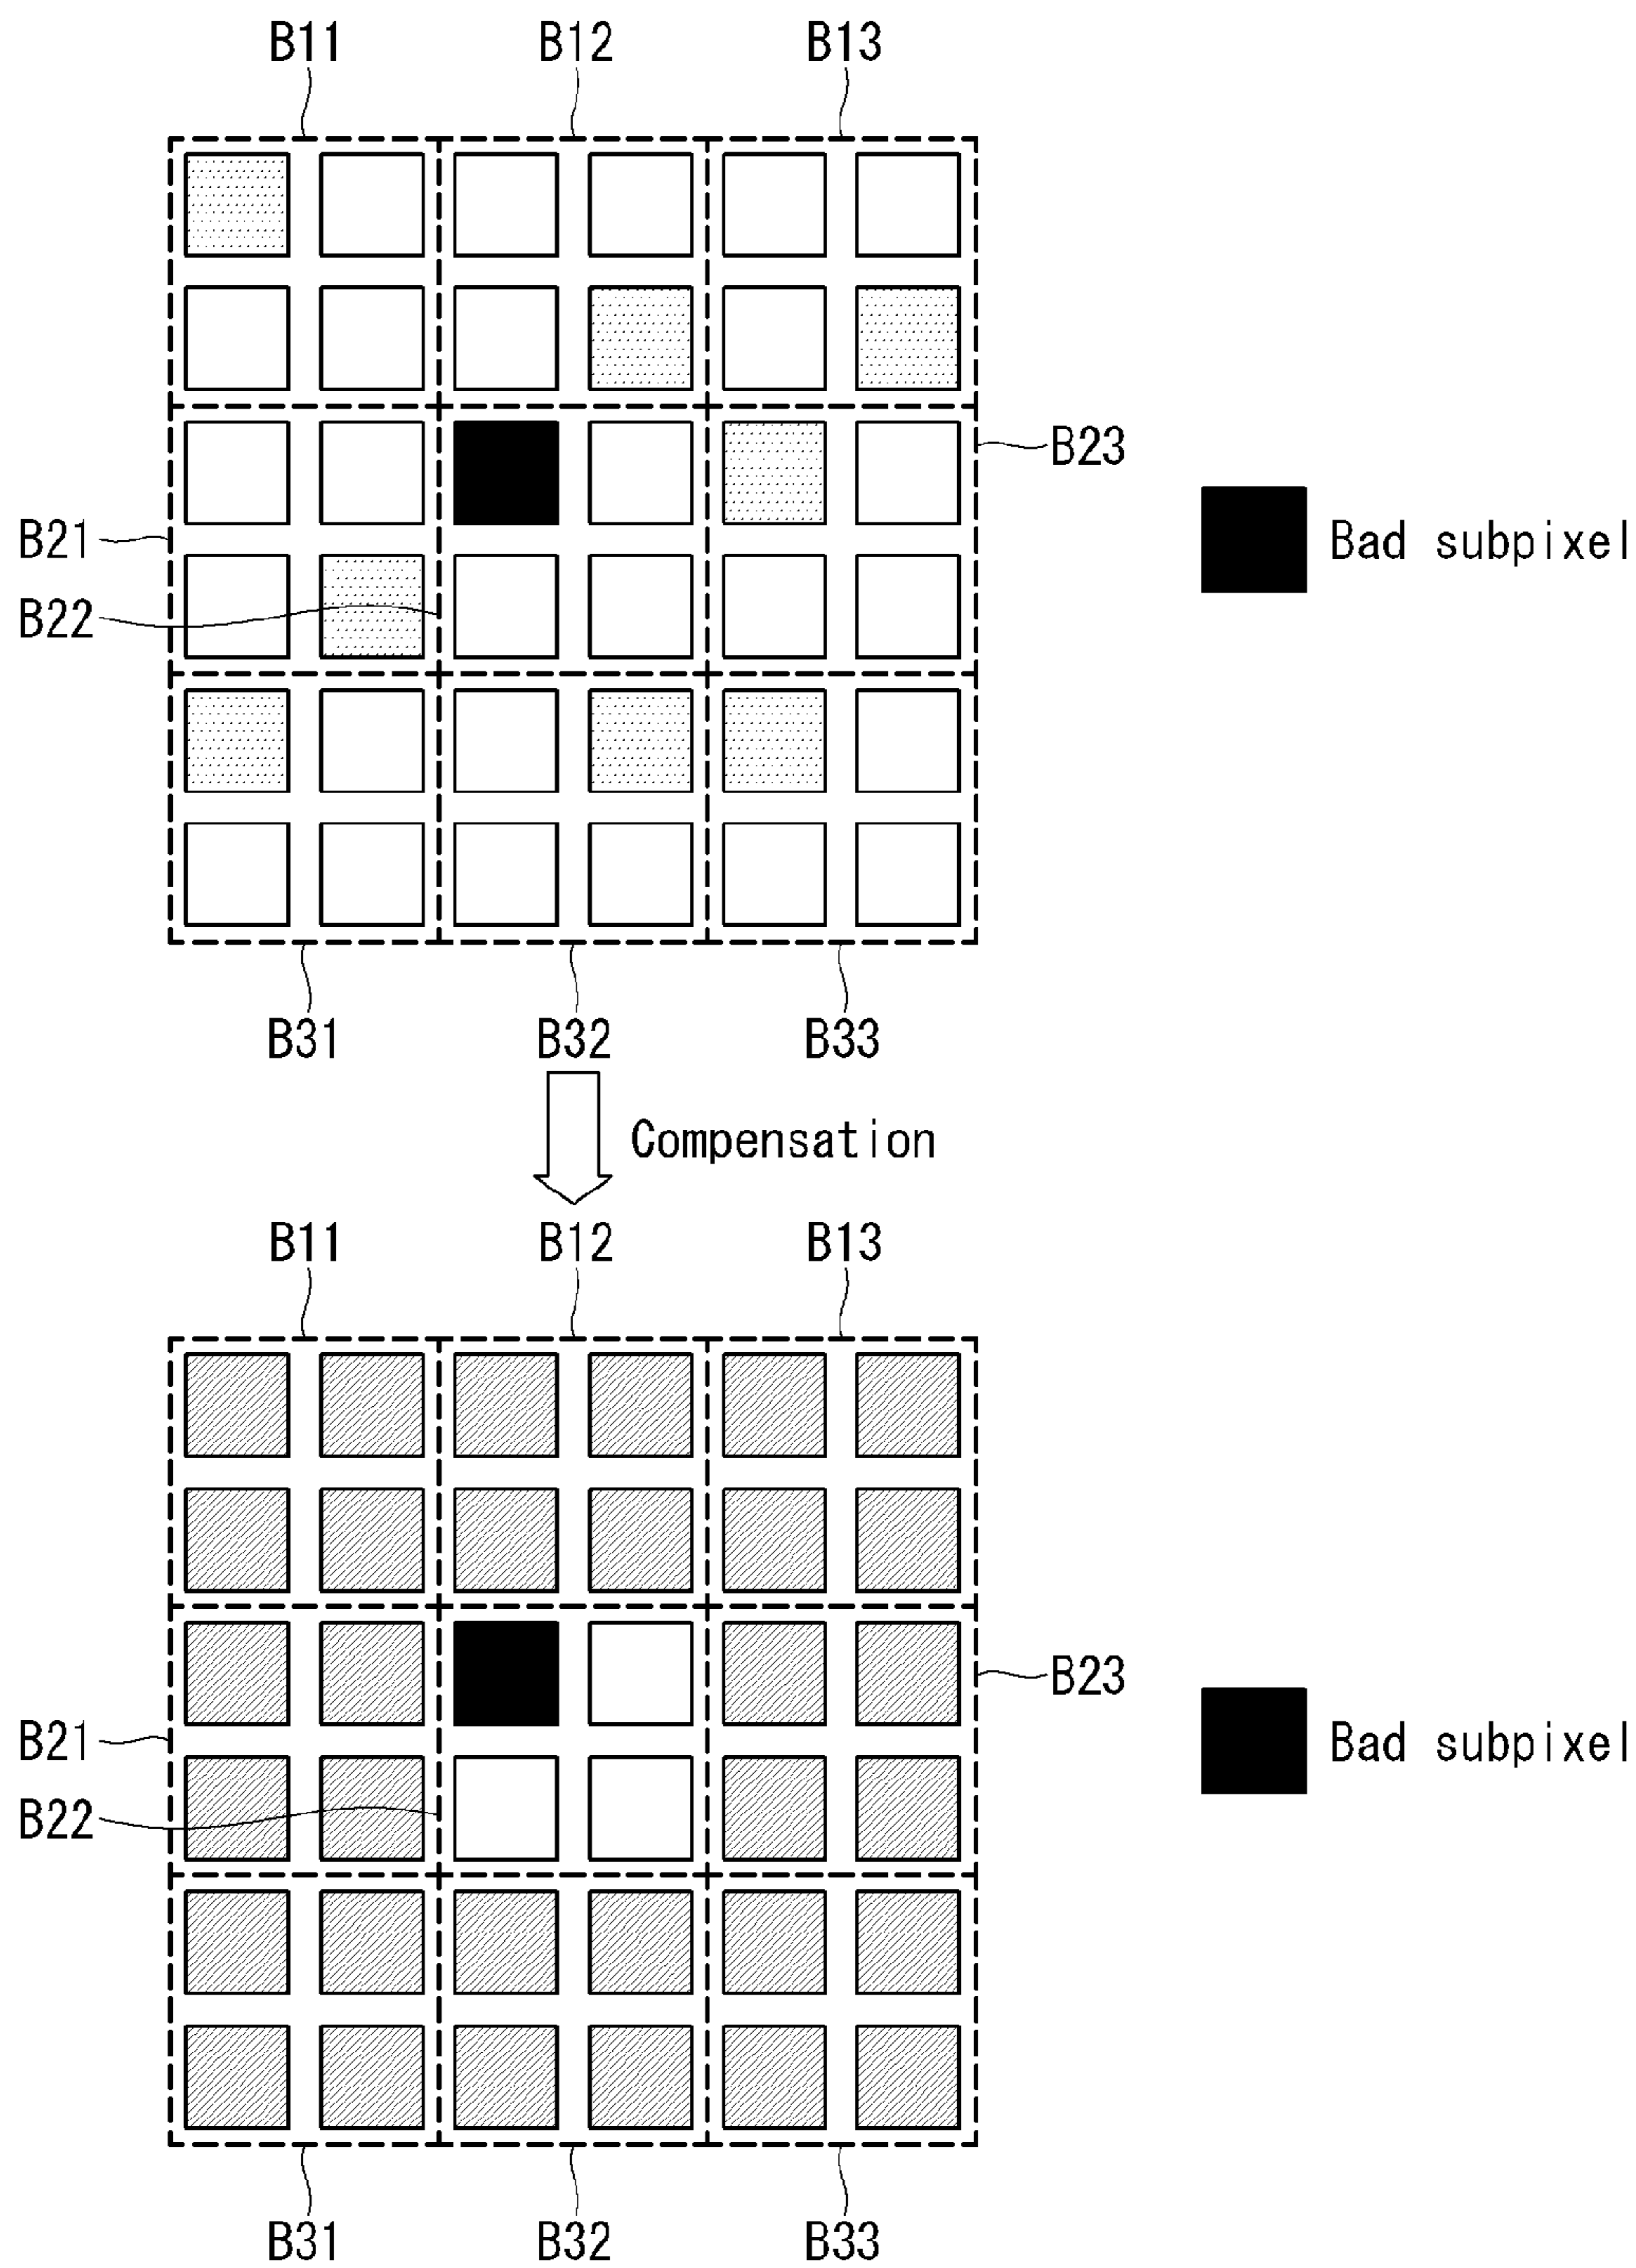 B11 B12 B13
B23
Bad subpixel
B21
B22
B31 B32 B33
Compensation
B11 B12 B13
B23
Bad subpixel
B21
B22
B31 B32 B33